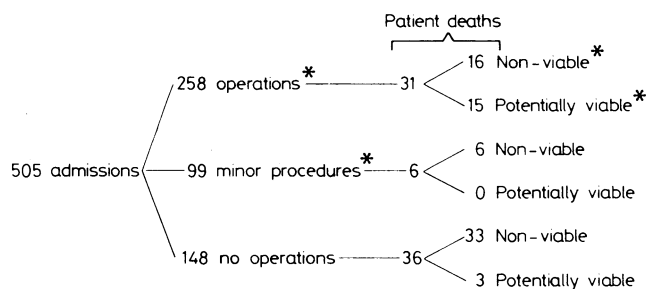 Patient deaths
16 Non-viable*
258 operations* 31
15 Potentially viable*
6 Non-viable
505 admissions 99 minor procedures* 6
0 Potentially viable
33 Non-viable
148 no operations 36
3 Potentially viable